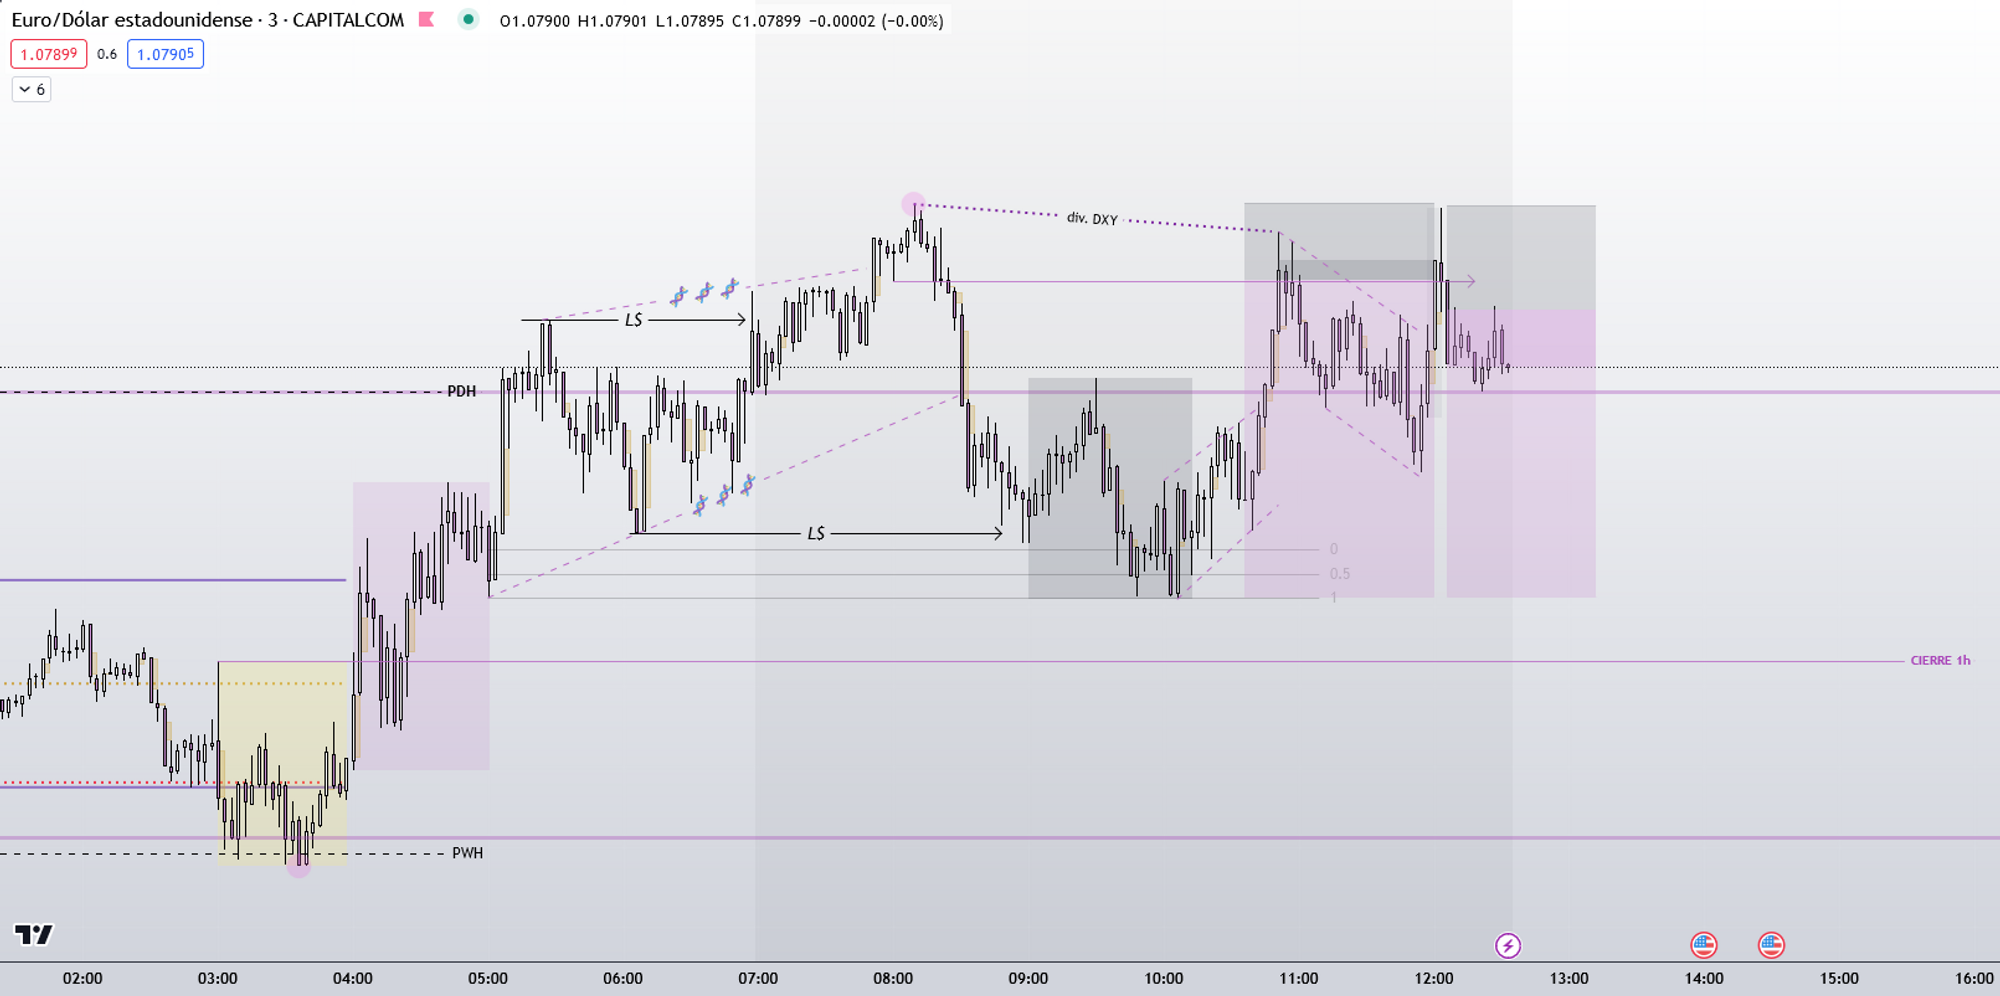 Euro/Dólar estadounidense · 3 · CAPITALCOM O1.07900 H1.07901 L1.07895 C1.07899 −0.00002 (−0.00%)
1.07899 0.6 1.07905
6
div. DXY
L$
PDH
L$
0
0.5
1
CIERRE 1h
PWH
02:00 03:00 04:00 05:00 06:00 07:00 08:00 09:00 10:00 11:00 12:00 13:00 14:00 15:00 16:00